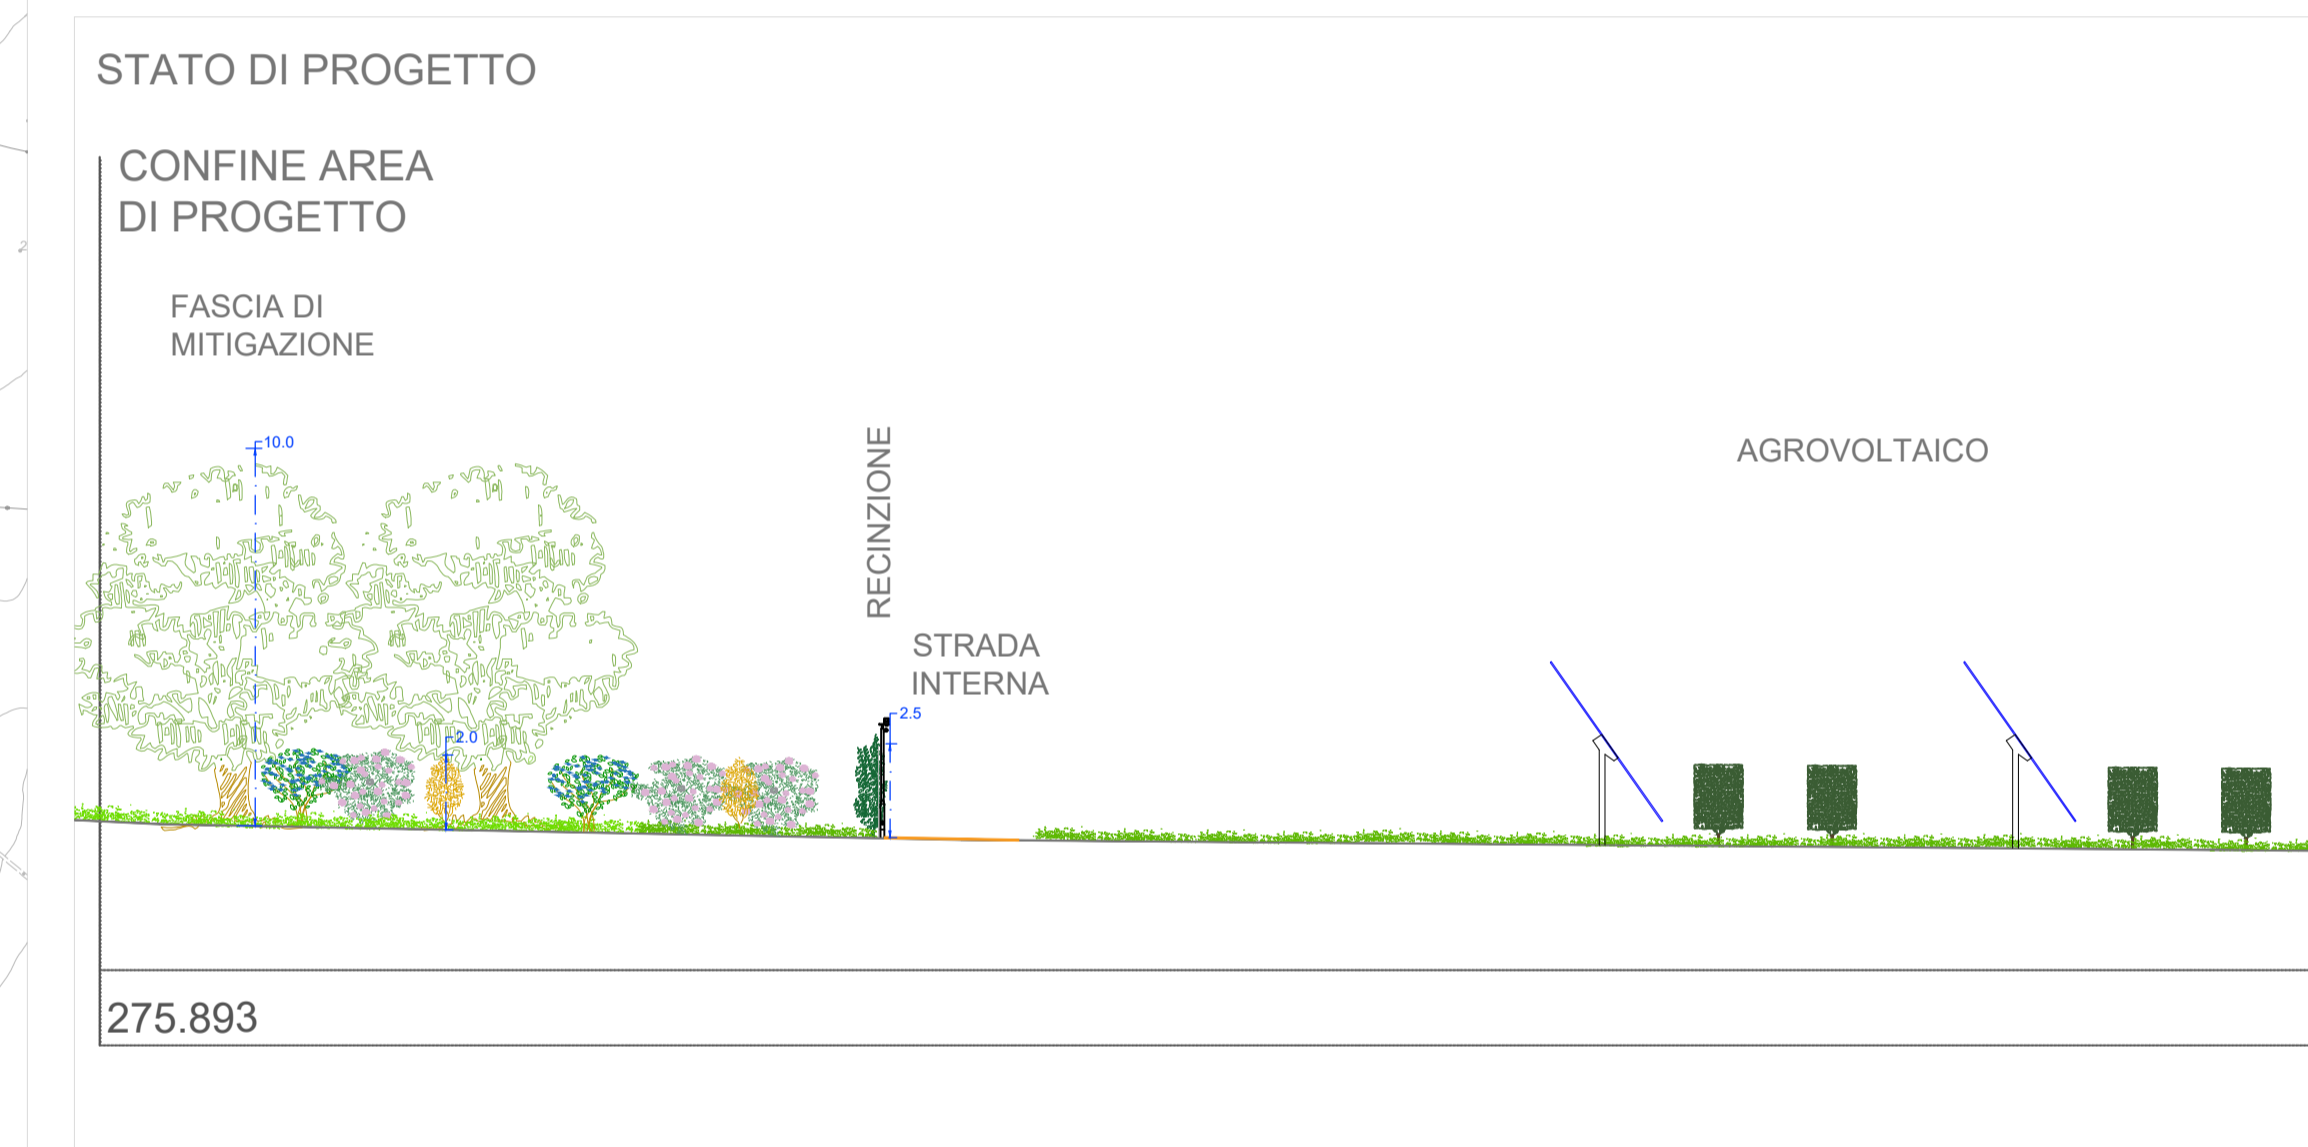 STATO DI PROGETTO
CONFINE AREA
DI PROGETTO
FASCIA DI
MITIGAZIONE
10.0
2.0
RECINZIONE
2.5
STRADA
INTERNA
AGROVOLTAICO
275.893
2